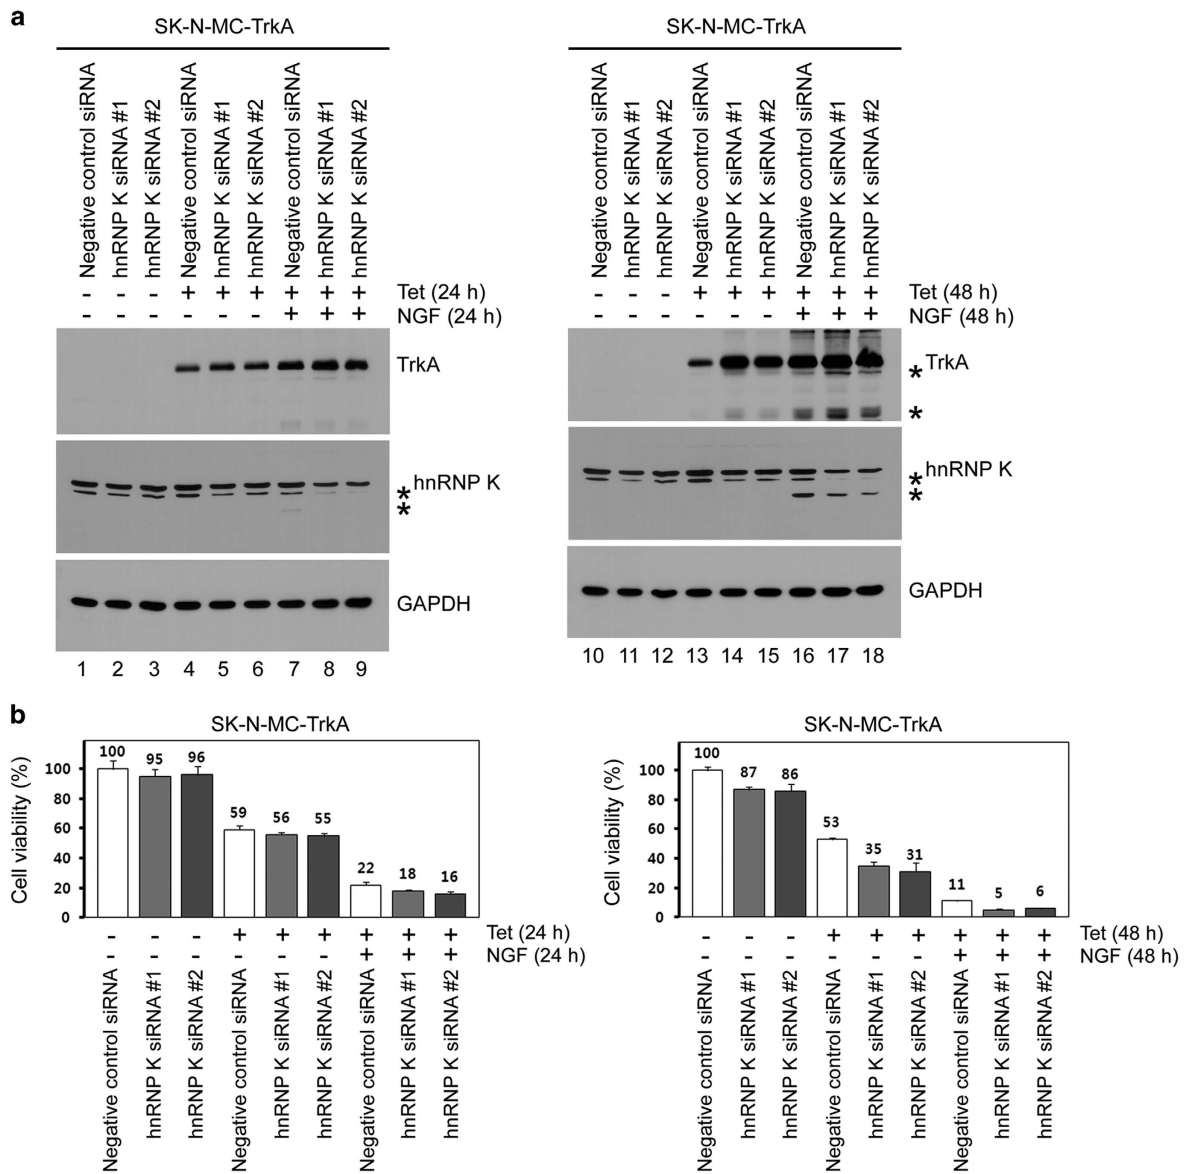 a
SK-N-MC-TrkA
Negative control siRNA
hnRNP K siRNA #1
hnRNP K siRNA #2
Negative control siRNA
hnRNP K siRNA #1
hnRNP K siRNA #2
Negative control siRNA
hnRNP K siRNA #1
hnRNP K siRNA #2
- - - + + + + + + Tet (24 h)
- - - - - - + + + NGF (24 h)
TrkA
hnRNP K
*
*
GAPDH
1 2 3 4 5 6 7 8 9
SK-N-MC-TrkA
Negative control siRNA
hnRNP K siRNA #1
hnRNP K siRNA #2
Negative control siRNA
hnRNP K siRNA #1
hnRNP K siRNA #2
Negative control siRNA
hnRNP K siRNA #1
hnRNP K siRNA #2
- - - + + + + + + Tet (48 h)
- - - - - - + + + NGF (48 h)
TrkA
*
*
hnRNP K
*
*
GAPDH
10 11 12 13 14 15 16 17 18
b
SK-N-MC-TrkA
Cell viability (%)
100
80
60
40
20
0
100 95 96 59 56 55 22 18 16
- - - + + + + + + Tet (24 h)
- - - - - - + + + NGF (24 h)
Negative control siRNA
hnRNP K siRNA #1
hnRNP K siRNA #2
Negative control siRNA
hnRNP K siRNA #1
hnRNP K siRNA #2
Negative control siRNA
hnRNP K siRNA #1
hnRNP K siRNA #2
SK-N-MC-TrkA
Cell viability (%)
100
80
60
40
20
0
100 87 86 53 35 31 11 5 6
- - - + + + + + + Tet (48 h)
- - - - - - + + + NGF (48 h)
Negative control siRNA
hnRNP K siRNA #1
hnRNP K siRNA #2
Negative control siRNA
hnRNP K siRNA #1
hnRNP K siRNA #2
Negative control siRNA
hnRNP K siRNA #1
hnRNP K siRNA #2